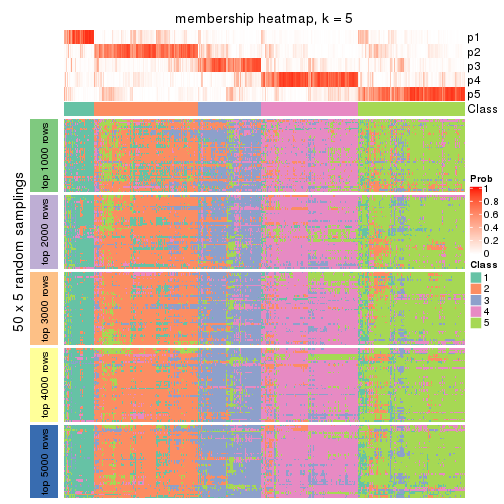 membership heatmap, k = 5
p1
p2
p3
p4
p5
Class
50 x 5 random samplings
top 1000 rows
top 2000 rows
top 3000 rows
top 4000 rows
top 5000 rows
Prob
1
0.8
0.6
0.4
0.2
0
Class
1
2
3
4
5